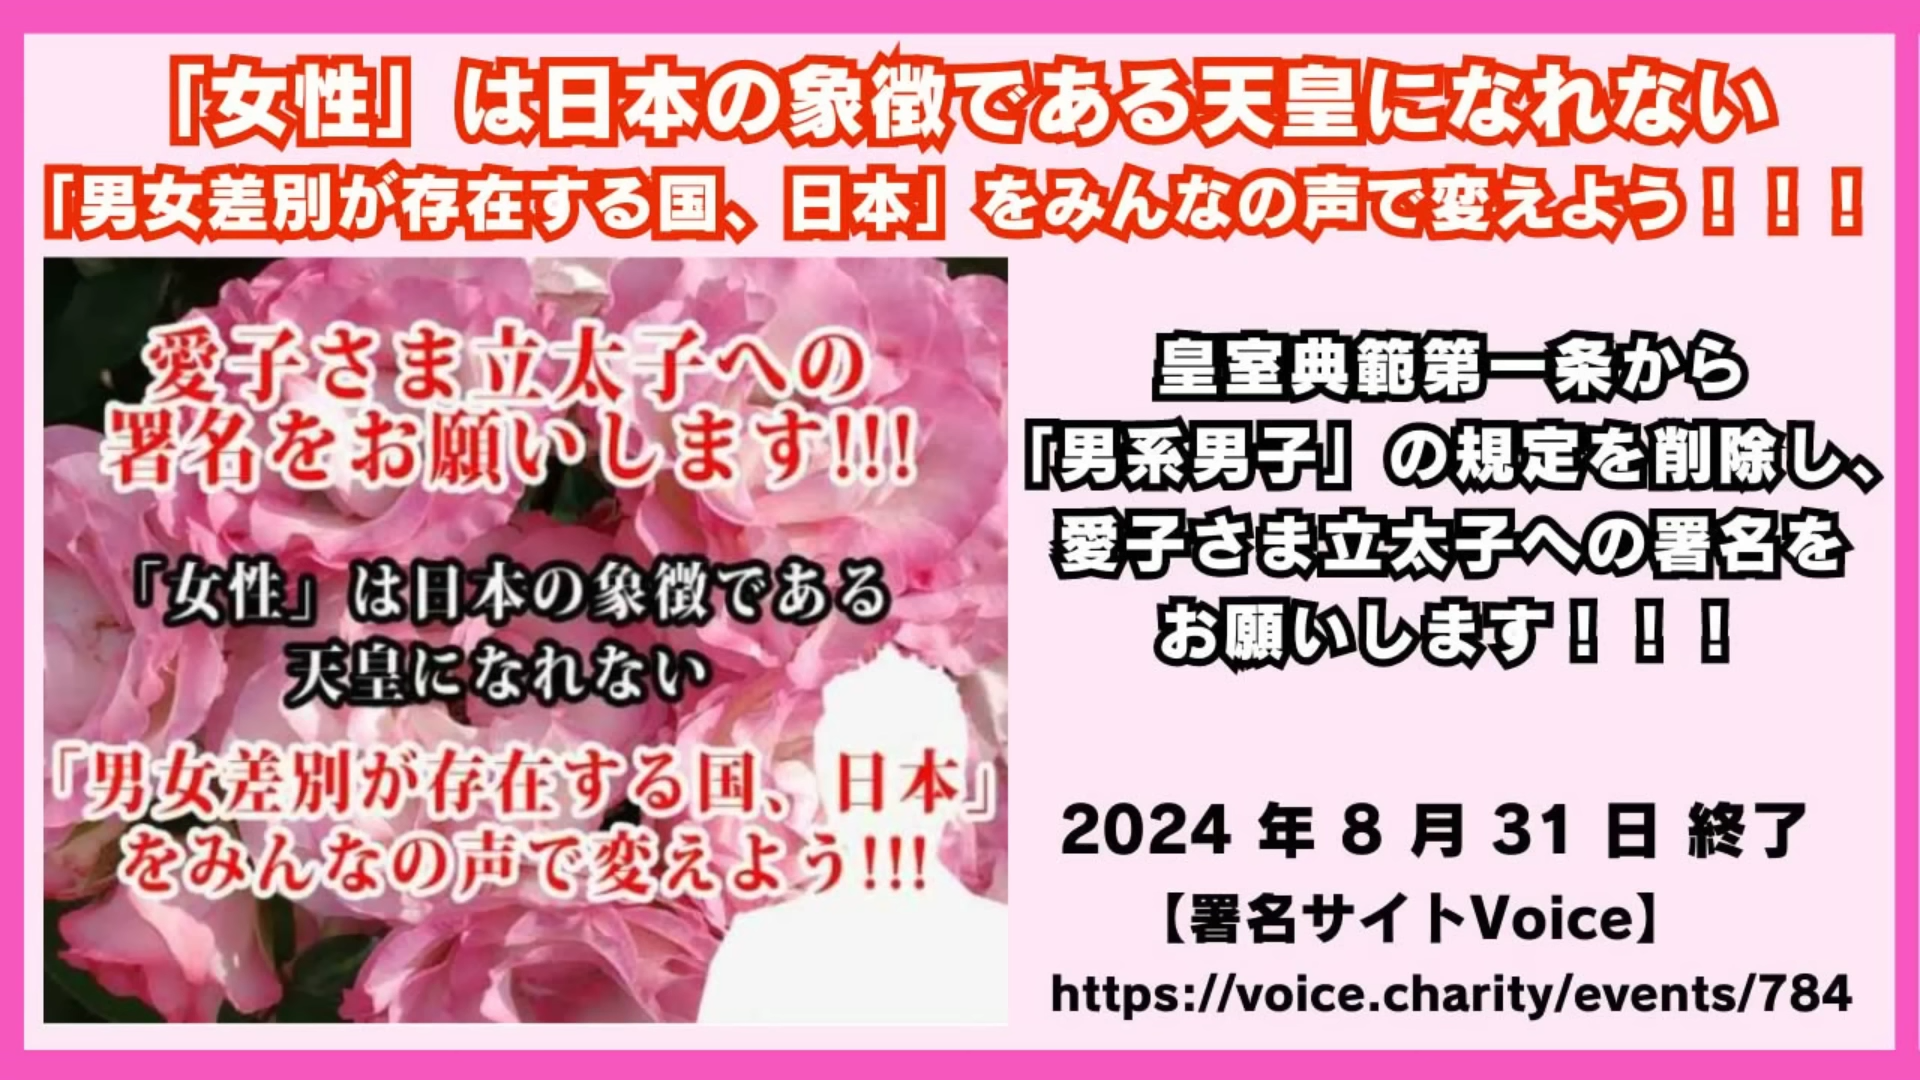 「女性」は日本の象徴である天皇になれない
「男女差別が存在する国、日本」をみんなの声で変えよう！！！
愛子さま立太子への
署名をお願いします!!!
「女性」は日本の象徴である
天皇になれない
「男女差別が存在する国、日本」
をみんなの声で変えよう!!!
皇室典範第一条から
「男系男子」の規定を削除し、
愛子さま立太子への署名を
お願いします！！！
2024 年 8 月 31 日 終了
【署名サイトVoice】
https://voice.charity/events/784